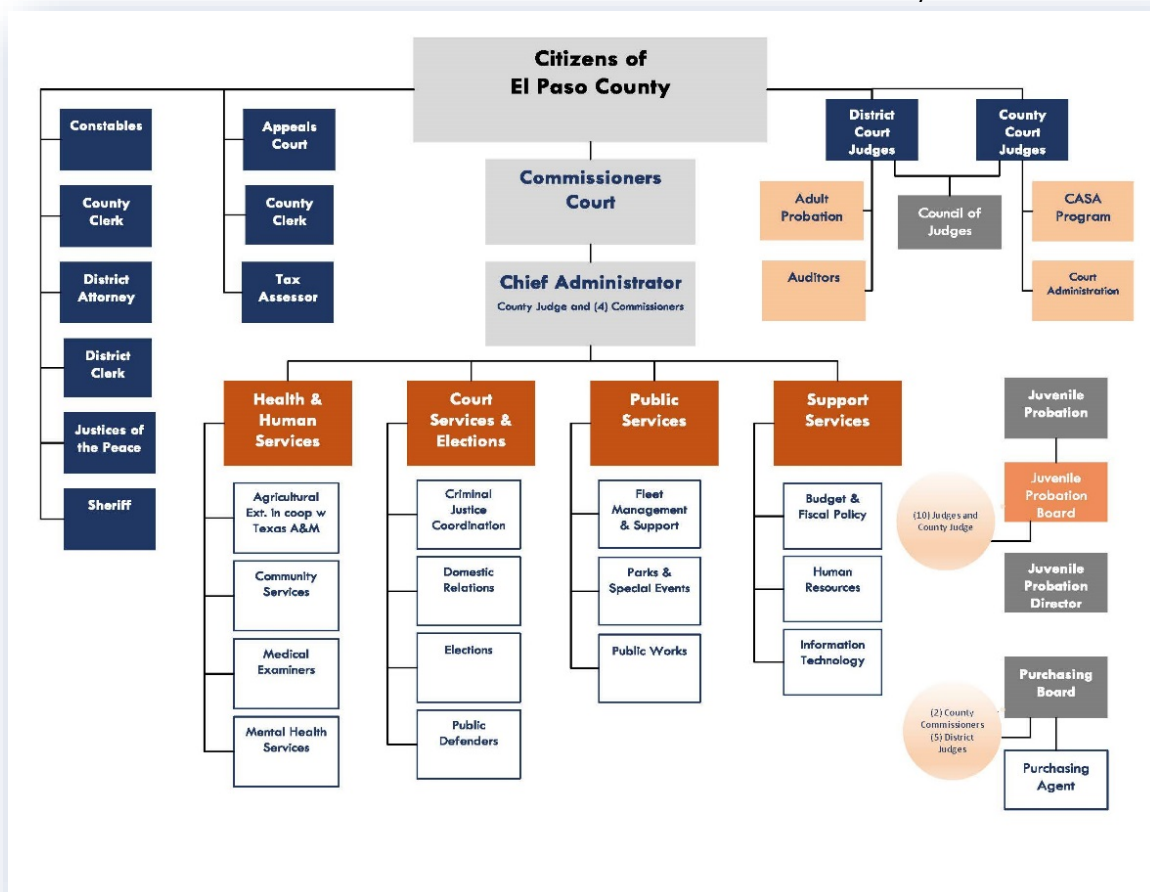 Citizens of
El Paso County
Constables
County
Clerk
District
Attorney
District
Clerk
Justices of
the Peace
Sheriff
Appeals
Court
County
Clerk
Tax
Assessor
Commissioners
Court
Chief Administrator
County Judge and (4) Commissioners
District
Court
Judges
County
Court
Judges
Adult
Probation
Auditors
Council of
Judges
CASA
Program
Court
Administration
Health &
Human
Services
Agricultural
Ext. in coop w
Texas A&M
Community
Services
Medical
Examiners
Mental Health
Services
Court
Services &
Elections
Criminal
Justice
Coordination
Domestic
Relations
Elections
Public
Defenders
Public
Services
Fleet
Management
& Support
Parks &
Special Events
Public Works
Support
Services
Budget &
Fiscal Policy
Human
Resources
Information
Technology
Juvenile
Probation
Juvenile
Probation
Board
(10) Judges and
County Judge
Juvenile
Probation
Director
Purchasing
Board
(2) County
Commissioners
(5) District
Judges
Purchasing
Agent